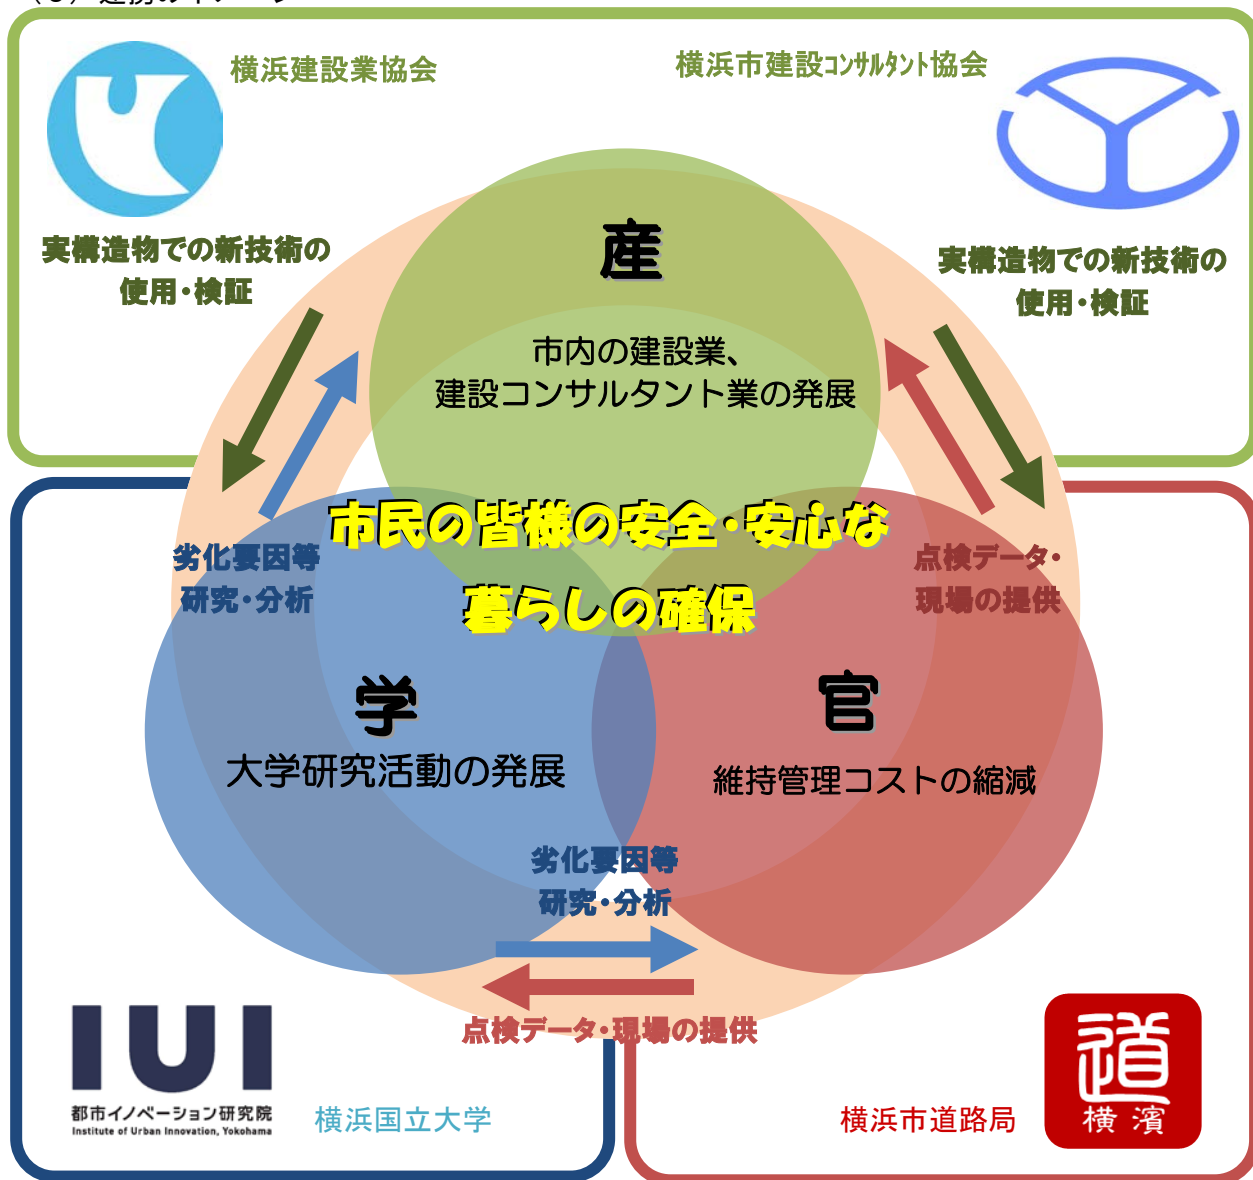 (3) 連携のイメージ
横浜建設業協会
横浜市建設コンサルタント協会
実構造物での新技術の
使用・検証
実構造物での新技術の
使用・検証
産
市内の建設業、
建設コンサルタント業の発展
市民の皆様の安全・安心な
暮らしの確保
劣化要因等
研究・分析
点検データ・
現場の提供
学
大学研究活動の発展
官
維持管理コストの縮減
劣化要因等
研究・分析
点検データ・現場の提供
IUI
都市イノベーション研究院
Institute of Urban Innovation, Yokohama
横浜国立大学
横浜市道路局
道
横濱